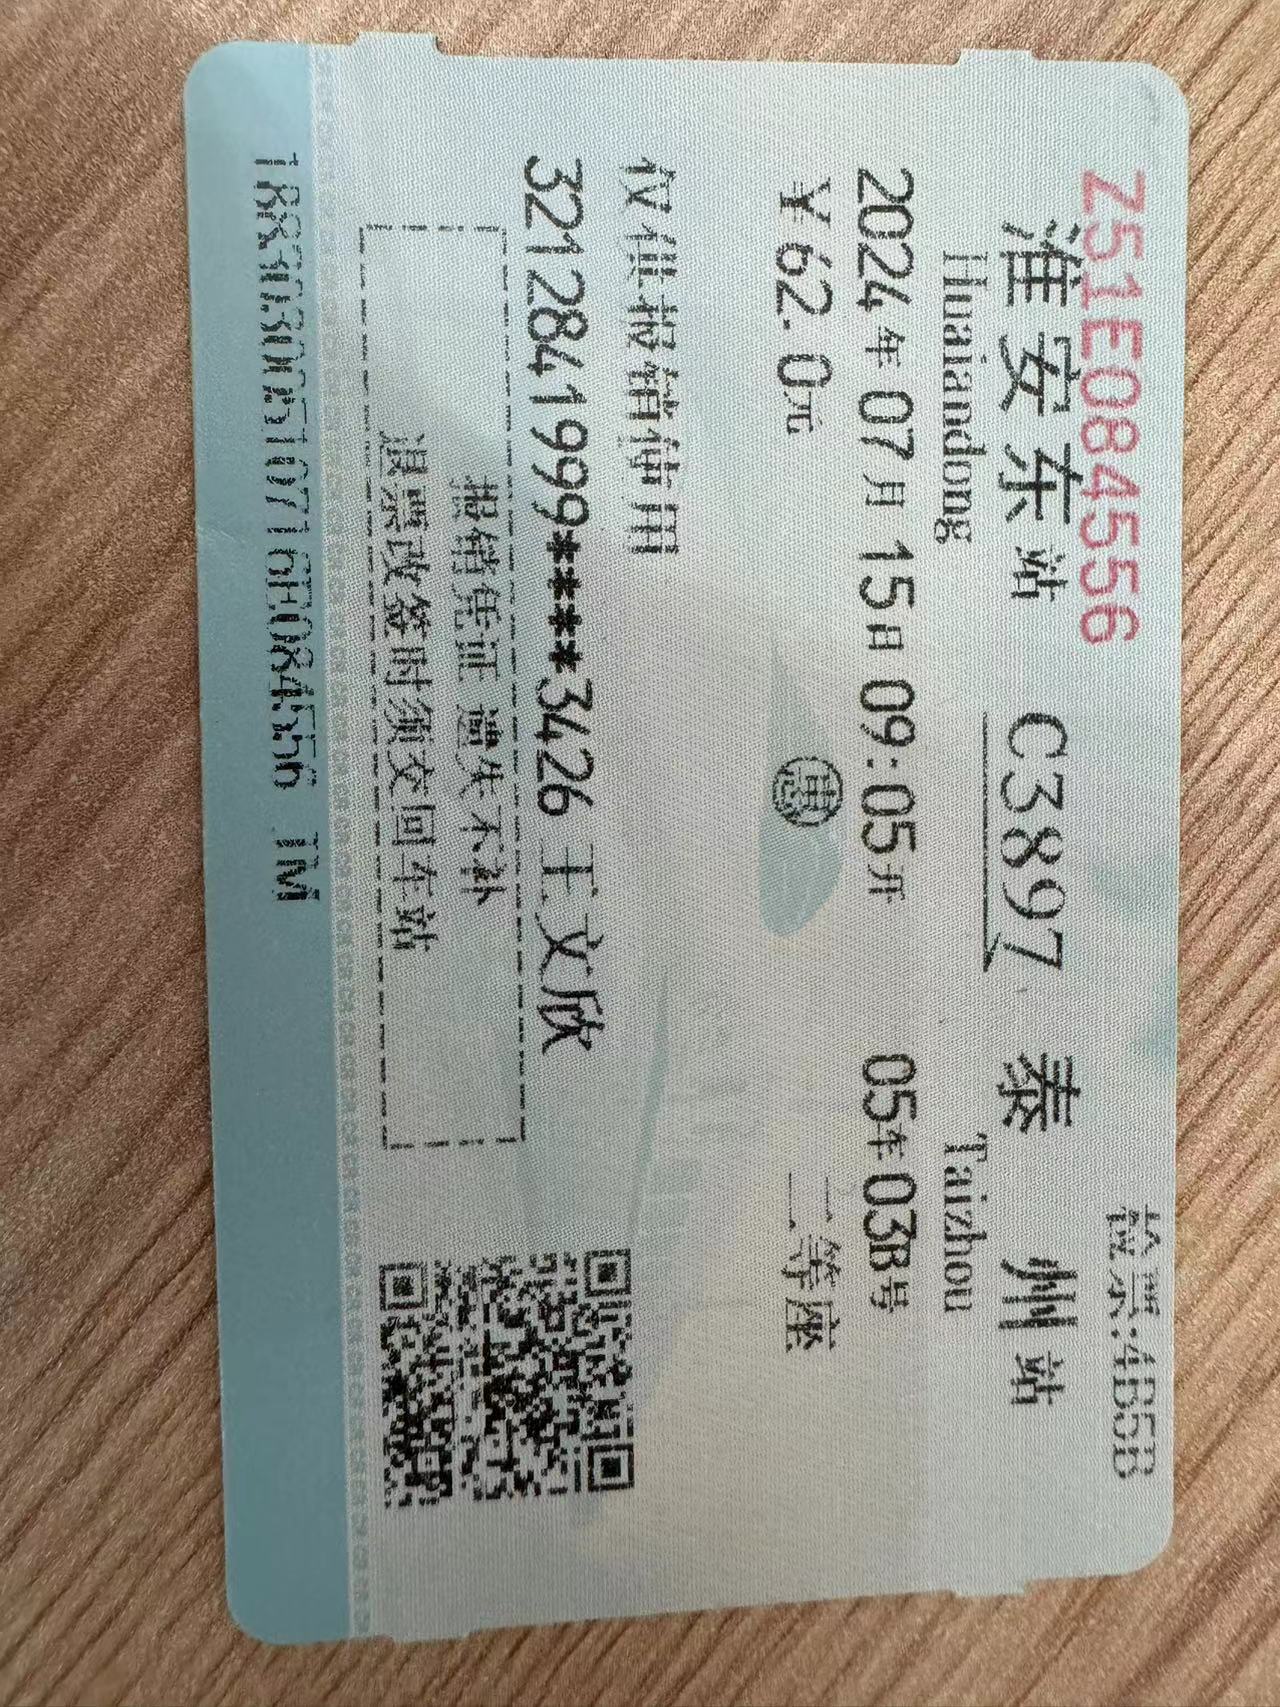 Z51E084556 检票:4B5B
淮安东站 C3897 泰州站
Huaiandong Taizhou
2024年07月15日09:05开 05车03B号
￥62.0元 惠 二等座
仅供报销使用
3212841999****3426 王文欣
报销凭证 遗失不补
退票改签时须交回车站